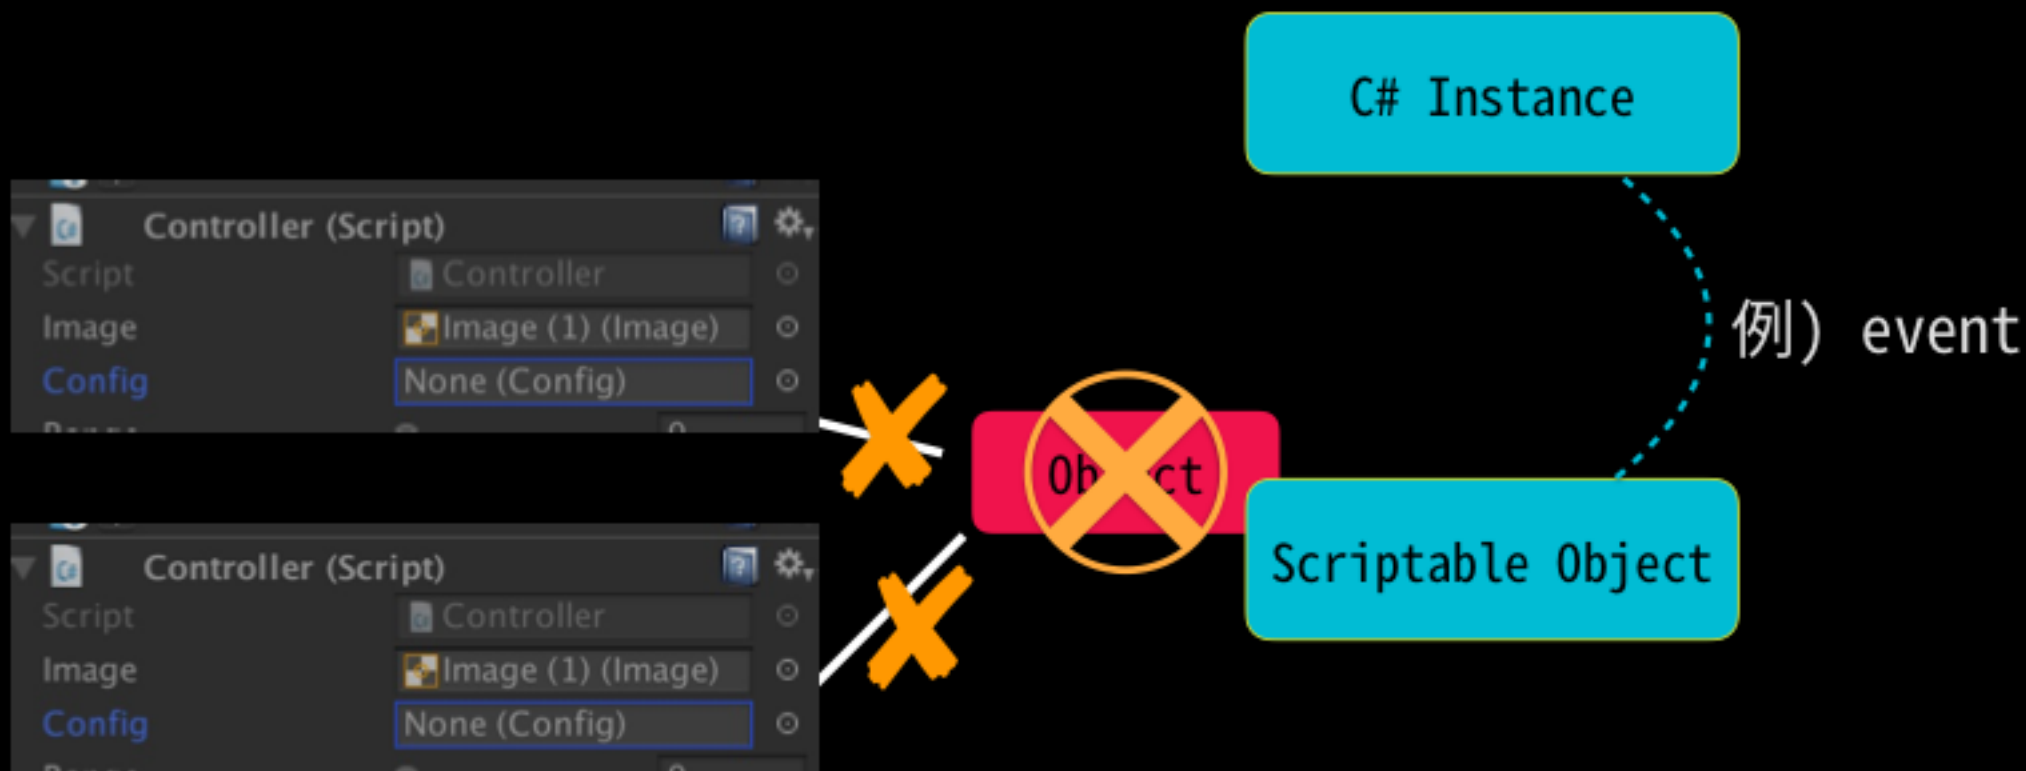 C# Instance
Controller (Script)
Script
Controller
Image
Image (1) (Image)
Config
None (Config)
例) event
Object
Scriptable Object
Controller (Script)
Script
Controller
Image
Image (1) (Image)
Config
None (Config)